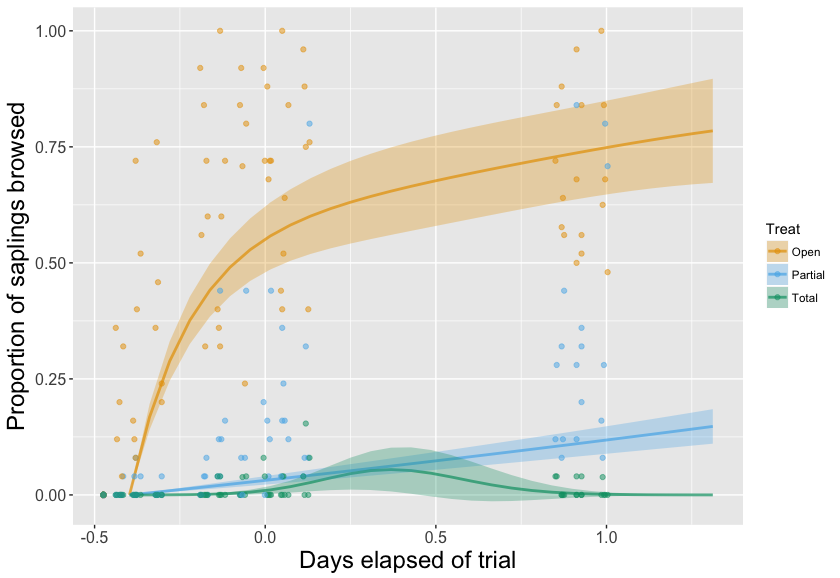 Proportion of saplings browsed
1.00
0.75
0.50
0.25
0.00
-0.5
0.0
0.5
1.0
Days elapsed of trial
Treat
Open
Partial
Total